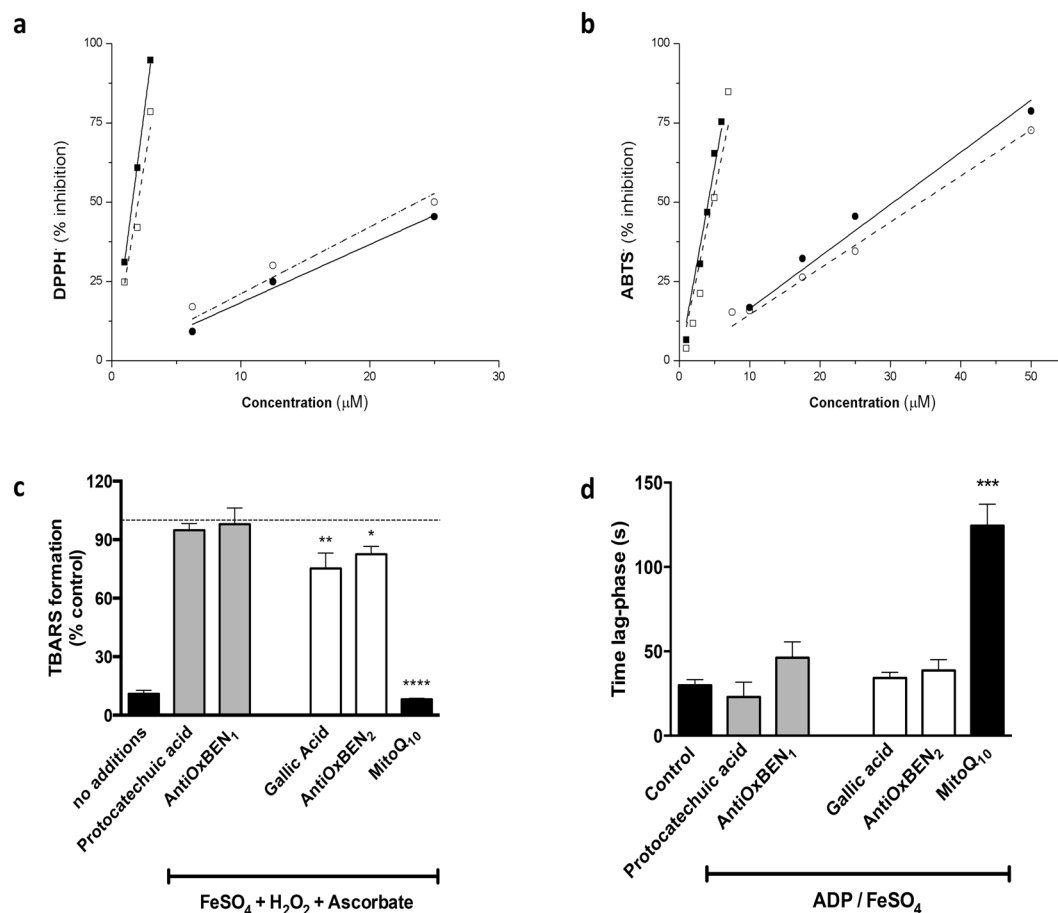 a
100
75
50
25
0
DPPH· (% inhibition)
0 10 20 30
Concentration (μM)
b
100
75
50
25
0
ABTS· (% inhibition)
0 10 20 30 40 50
Concentration (μM)
c
120
90
60
30
0
TBARS formation
(% control)
** * ****
no additions
Protocatechuic acid
AntiOxBEN₁
Gallic Acid
AntiOxBEN₂
MitoQ₁₀
FeSO₄ + H₂O₂ + Ascorbate
d
150
100
50
0
Time lag-phase (s)
***
Control
Protocatechuic acid
AntiOxBEN₁
Gallic acid
AntiOxBEN₂
MitoQ₁₀
ADP / FeSO₄